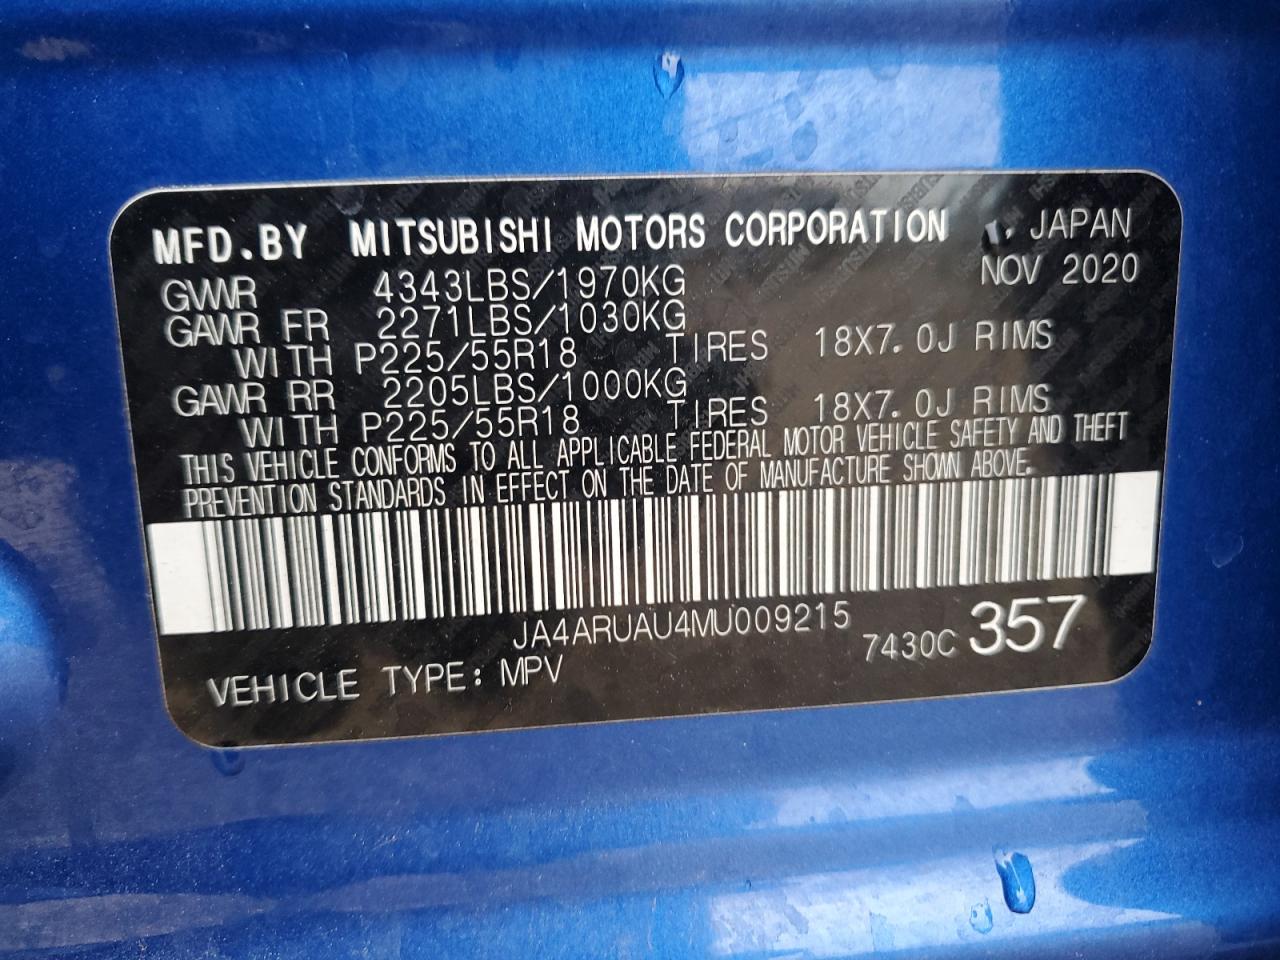 MFD.BY MITSUBISHI MOTORS CORPORATION , JAPAN
GVWR 4343LBS/1970KG NOV 2020
GAWR FR 2271LBS/1030KG
WITH P225/55R18 TIRES 18X7.0J RIMS
GAWR RR 2205LBS/1000KG
WITH P225/55R18 TIRES 18X7.0J RIMS
THIS VEHICLE CONFORMS TO ALL APPLICABLE FEDERAL MOTOR VEHICLE SAFETY AND THEFT
PREVENTION STANDARDS IN EFFECT ON THE DATE OF MANUFACTURE SHOWN ABOVE.
JA4ARUAU4MU009215
7430C 357
VEHICLE TYPE: MPV